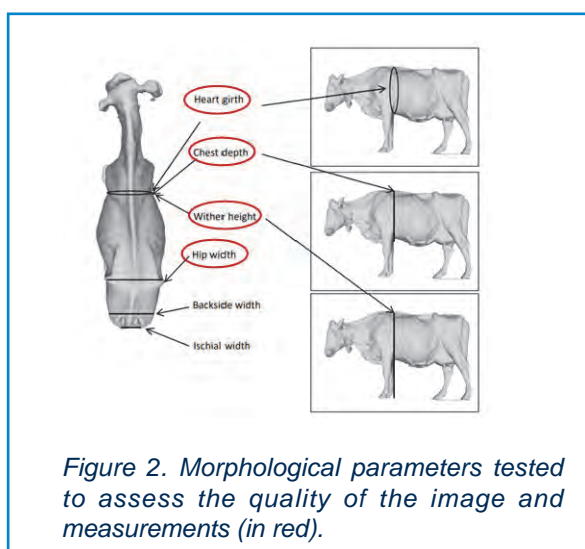 Heart girth
Chest depth
Wither height
Hip width
Backside width
Ischial width
Figure 2. Morphological parameters tested
to assess the quality of the image and
measurements (in red).